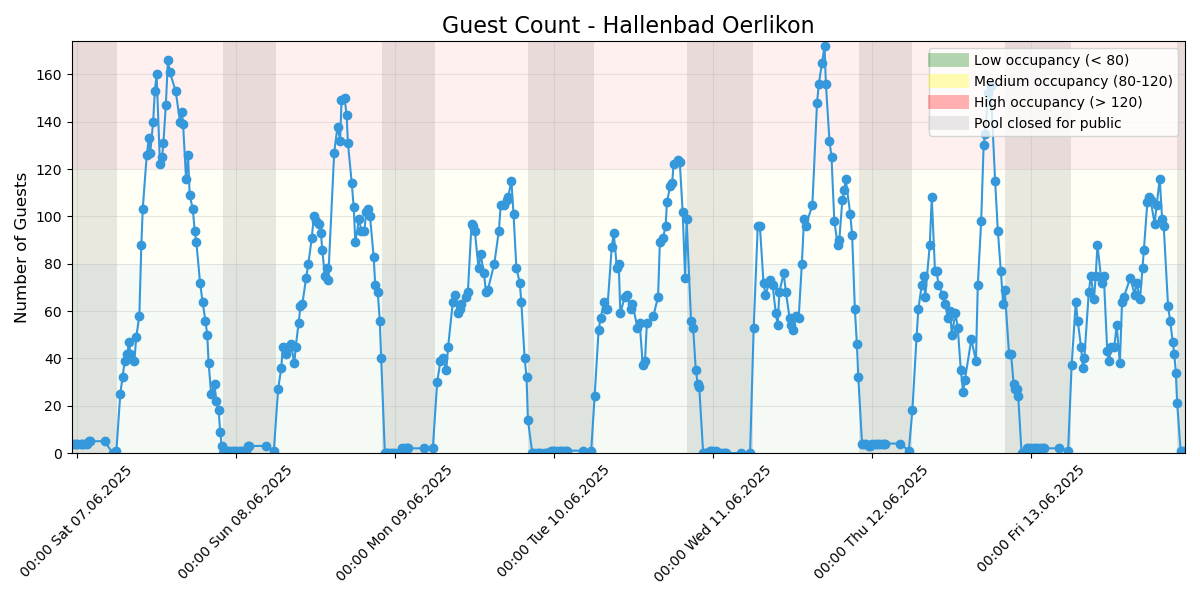 Guest Count - Hallenbad Oerlikon
Low occupancy (< 80)
Medium occupancy (80-120)
High occupancy (> 120)
Pool closed for public
Number of Guests
160
140
120
100
80
60
40
20
0
00:00 Sat 07.06.2025
00:00 Sun 08.06.2025
00:00 Mon 09.06.2025
00:00 Tue 10.06.2025
00:00 Wed 11.06.2025
00:00 Thu 12.06.2025
00:00 Fri 13.06.2025